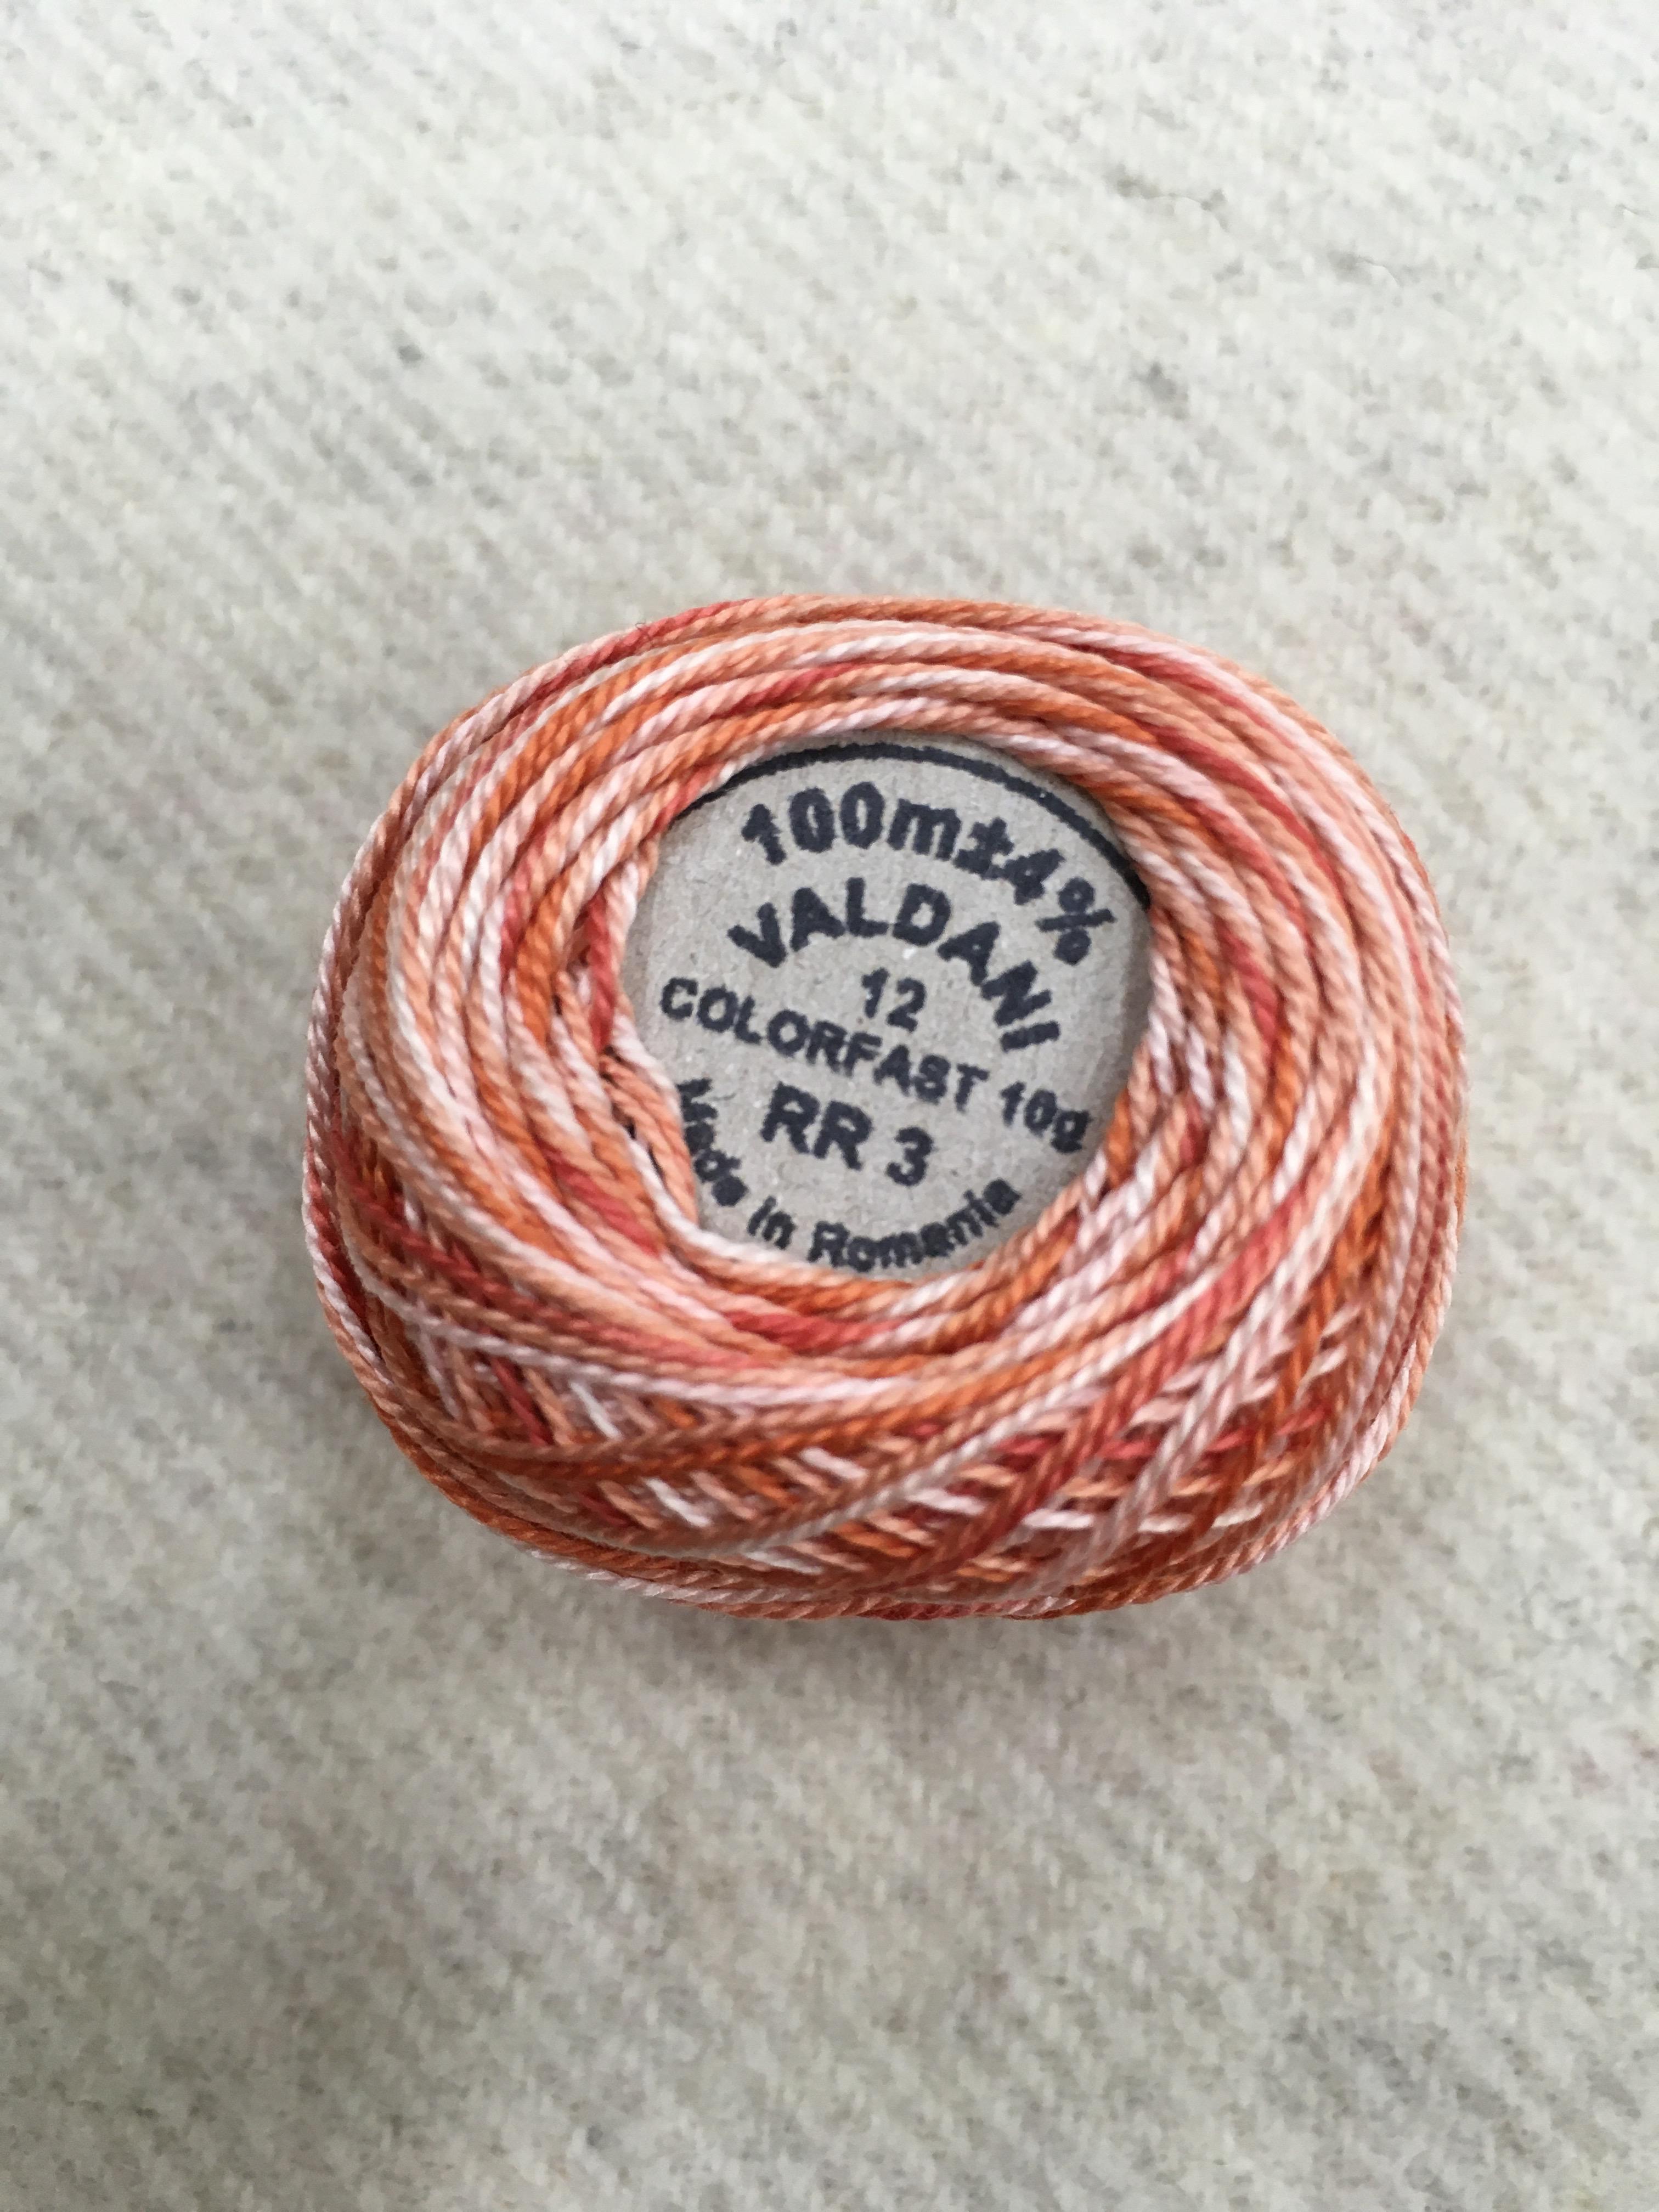 100m±4%
VALDANI
12
COLORFAST 10g
RR 3
Made in Romania